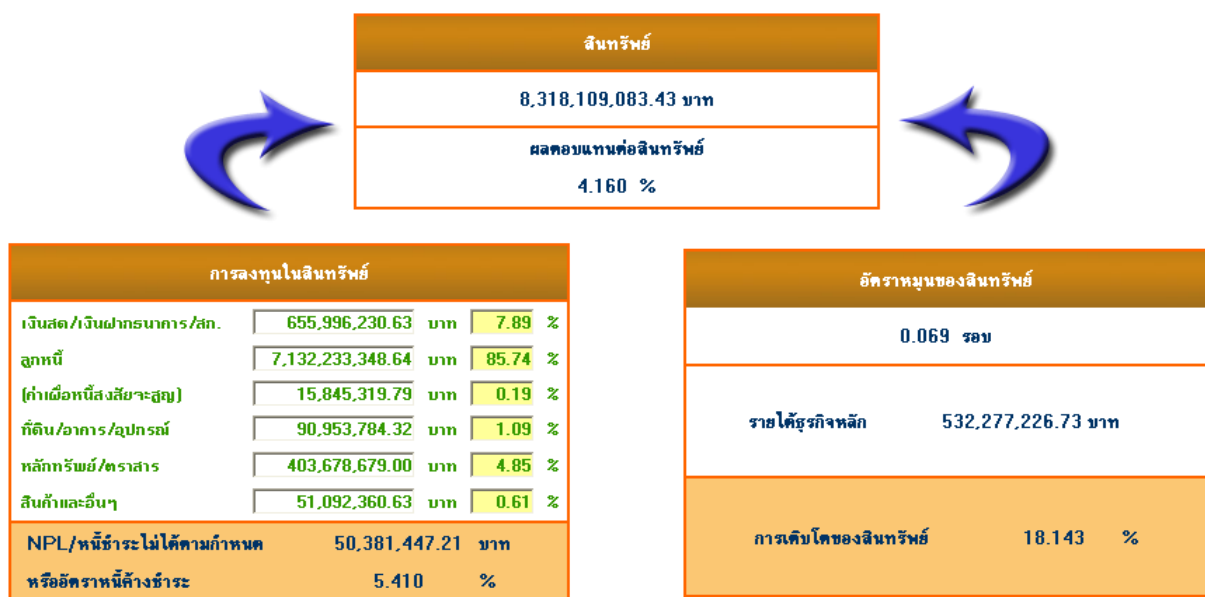 สินทรัพย์
8,318,109,083.43 บาท
ผลตอบแทนต่อสินทรัพย์
4.160 %
การลงทุนในสินทรัพย์
เงินสด/เงินฝากธนาคาร/สก. 655,996,230.63 บาท 7.89 %
ลูกหนี้ 7,132,233,348.64 บาท 85.74 %
(ค่าเผื่อหนี้สงสัยจะสูญ) 15,845,319.79 บาท 0.19 %
ที่ดิน/อาคาร/อุปกรณ์ 90,953,784.32 บาท 1.09 %
หลักทรัพย์/ตราสาร 403,678,679.00 บาท 4.85 %
สินค้าและอื่นๆ 51,092,360.63 บาท 0.61 %
NPL/หนี้ชำระไม่ได้ตามกำหนด 50,381,447.21 บาท
หรืออัตราหนี้ค้างชำระ 5.410 %
อัตราหมุนของสินทรัพย์
0.069 รอบ
รายได้ธุรกิจหลัก 532,277,226.73 บาท
การเติบโตของสินทรัพย์ 18.143 %